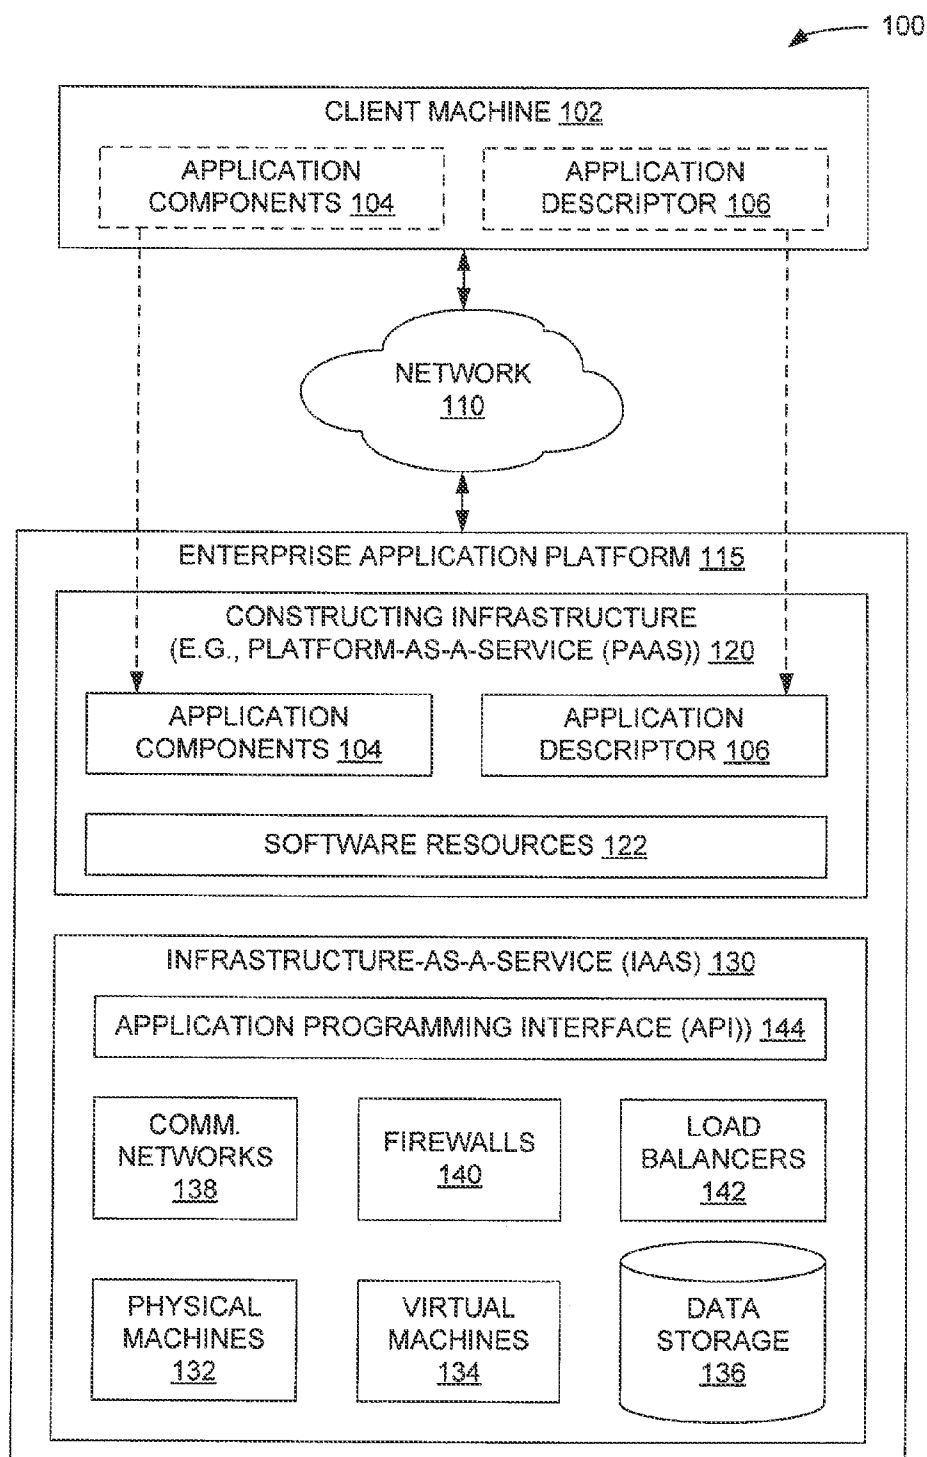 100
CLIENT MACHINE 102
APPLICATION
COMPONENTS 104
APPLICATION
DESCRIPTOR 106
NETWORK
110
ENTERPRISE APPLICATION PLATFORM 115
CONSTRUCTING INFRASTRUCTURE
(E.G., PLATFORM-AS-A-SERVICE (PAAS)) 120
APPLICATION
COMPONENTS 104
APPLICATION
DESCRIPTOR 106
SOFTWARE RESOURCES 122
INFRASTRUCTURE-AS-A-SERVICE (IAAS) 130
APPLICATION PROGRAMMING INTERFACE (API)) 144
COMM.
NETWORKS
138
FIREWALLS
140
LOAD
BALANCERS
142
PHYSICAL
MACHINES
132
VIRTUAL
MACHINES
134
DATA
STORAGE
136